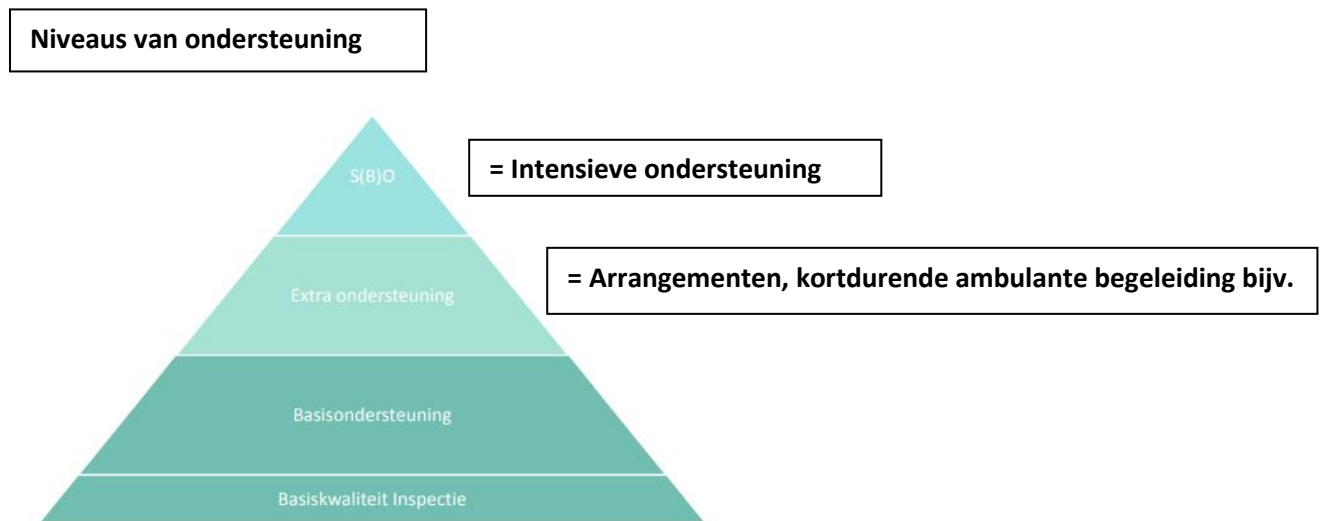 Niveaus van ondersteuning
S(B)O
= Intensieve ondersteuning
= Arrangementen, kortdurende ambulante begeleiding bijv.
Extra ondersteuning
Basisondersteuning
Basiskwaliteit Inspectie